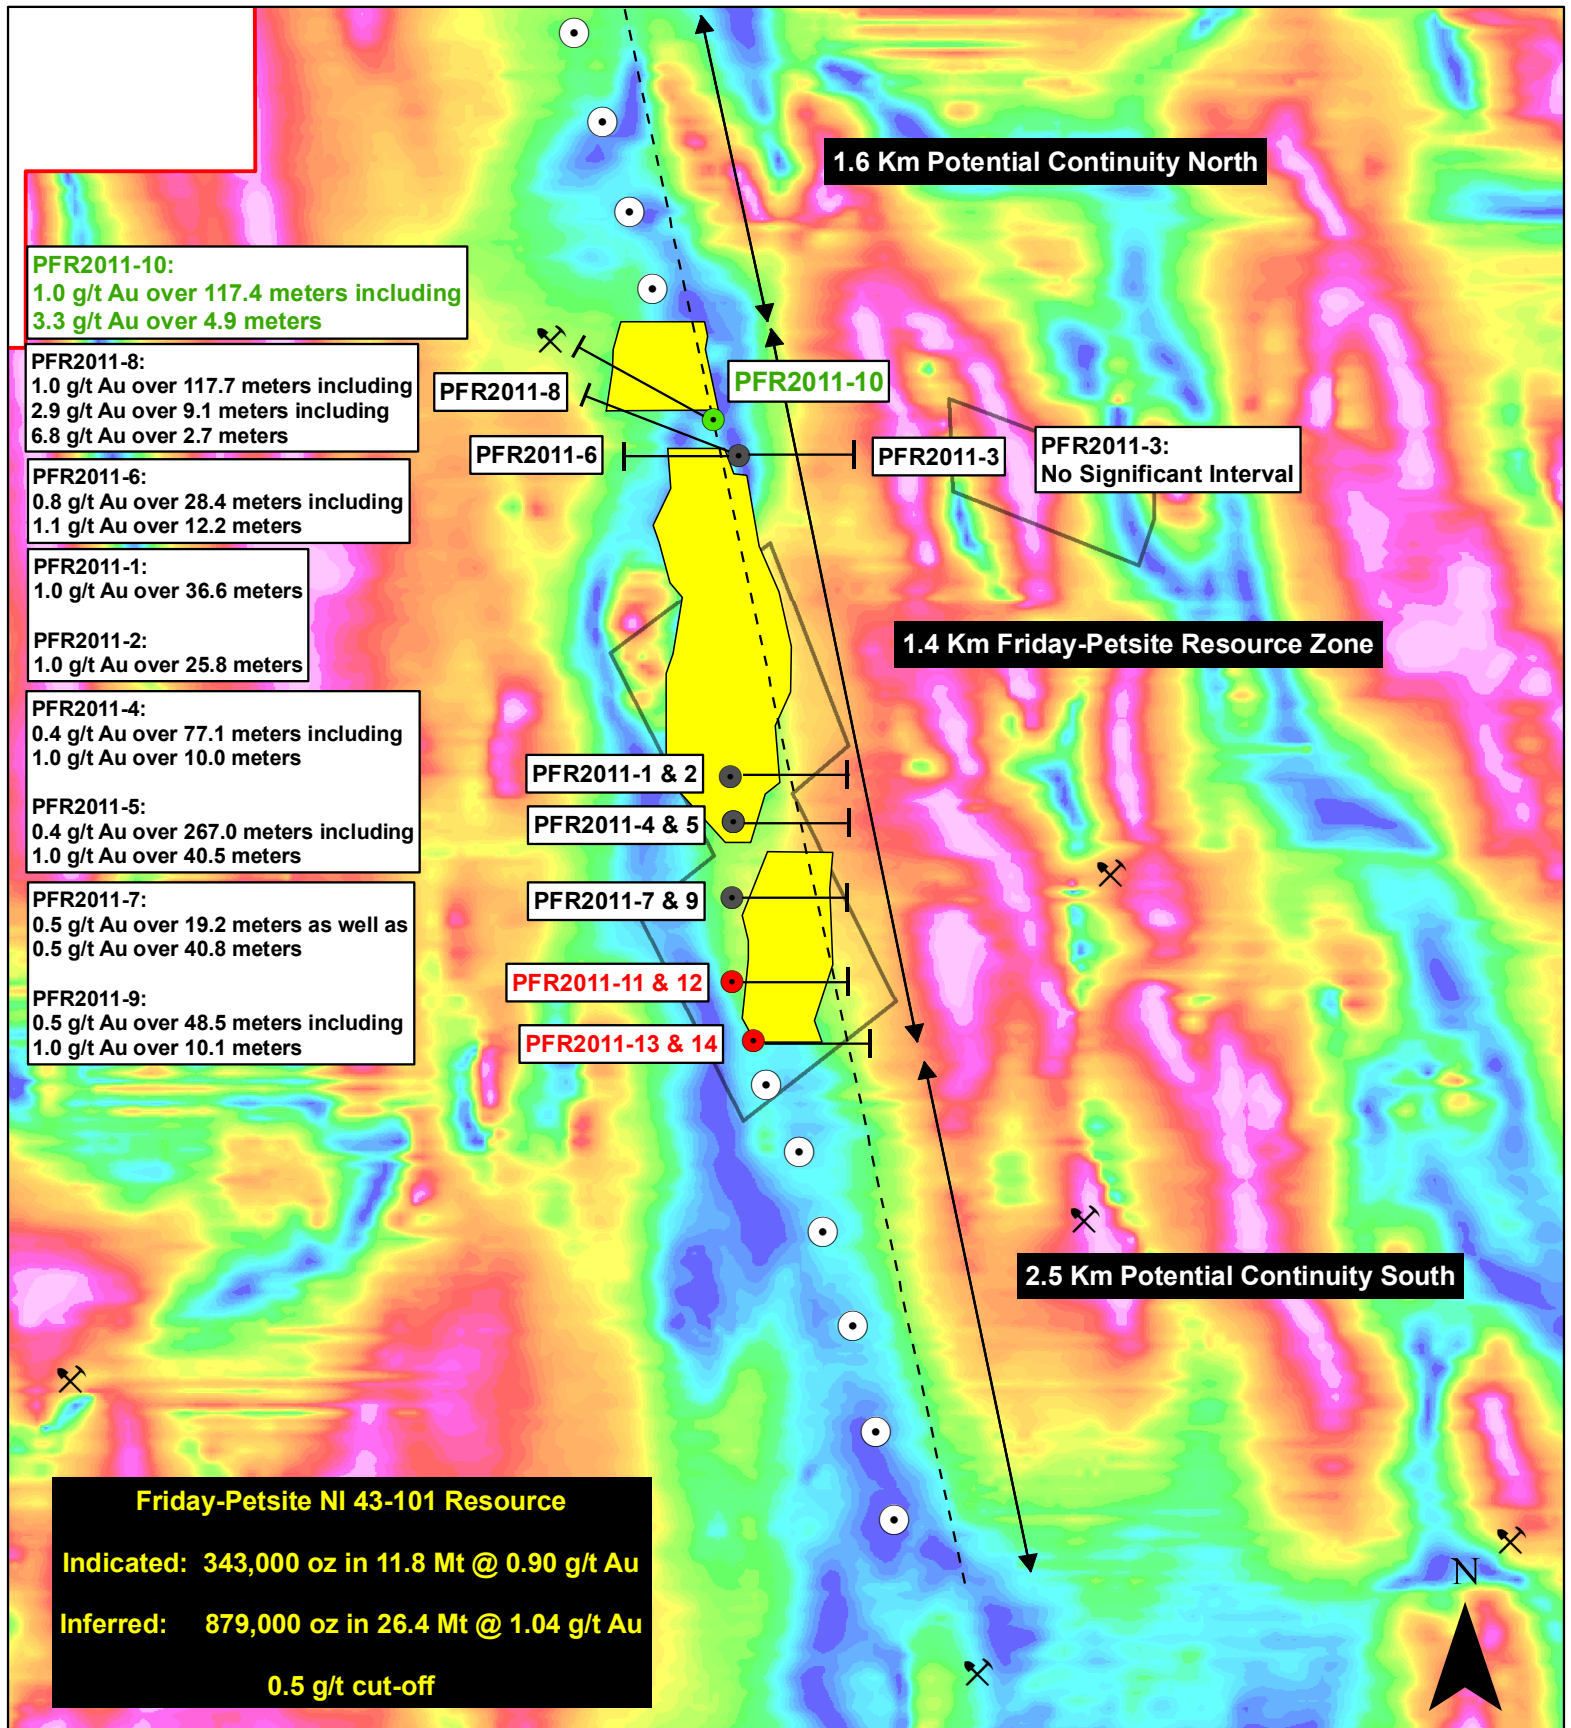 1.6 Km Potential Continuity North
PFR2011-10:
1.0 g/t Au over 117.4 meters including
3.3 g/t Au over 4.9 meters
PFR2011-8:
1.0 g/t Au over 117.7 meters including
2.9 g/t Au over 9.1 meters including
6.8 g/t Au over 2.7 meters
PFR2011-6:
0.8 g/t Au over 28.4 meters including
1.1 g/t Au over 12.2 meters
PFR2011-1:
1.0 g/t Au over 36.6 meters
PFR2011-2:
1.0 g/t Au over 25.8 meters
PFR2011-4:
0.4 g/t Au over 77.1 meters including
1.0 g/t Au over 10.0 meters
PFR2011-5:
0.4 g/t Au over 267.0 meters including
1.0 g/t Au over 40.5 meters
PFR2011-7:
0.5 g/t Au over 19.2 meters as well as
0.5 g/t Au over 40.8 meters
PFR2011-9:
0.5 g/t Au over 48.5 meters including
1.0 g/t Au over 10.1 meters
PFR2011-10
PFR2011-8
PFR2011-6
PFR2011-3
PFR2011-3:
No Significant Interval
1.4 Km Friday-Petsite Resource Zone
PFR2011-1 & 2
PFR2011-4 & 5
PFR2011-7 & 9
PFR2011-11 & 12
PFR2011-13 & 14
2.5 Km Potential Continuity South
Friday-Petsite NI 43-101 Resource
Indicated: 343,000 oz in 11.8 Mt @ 0.90 g/t Au
Inferred: 879,000 oz in 26.4 Mt @ 1.04 g/t Au
0.5 g/t cut-off
N